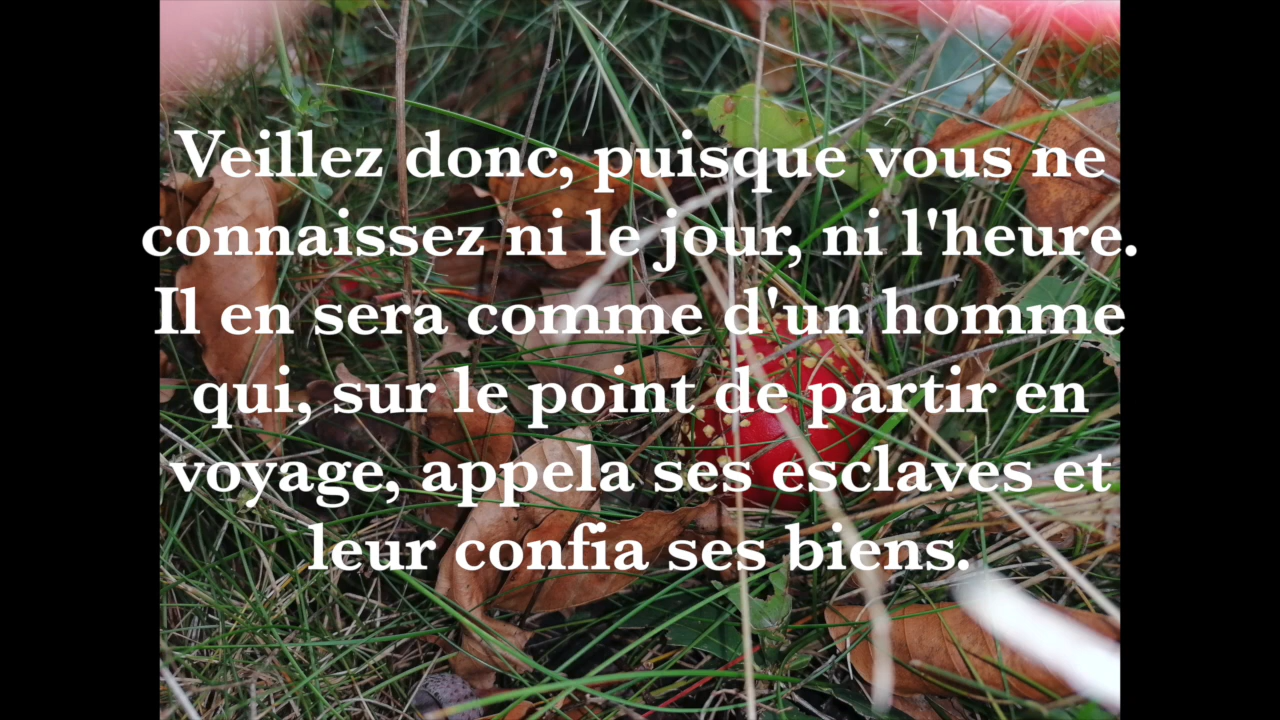 Veillez donc, puisque vous ne
connaissez ni le jour, ni l'heure.
Il en sera comme d'un homme
qui, sur le point de partir en
voyage, appela ses esclaves et
leur confia ses biens.